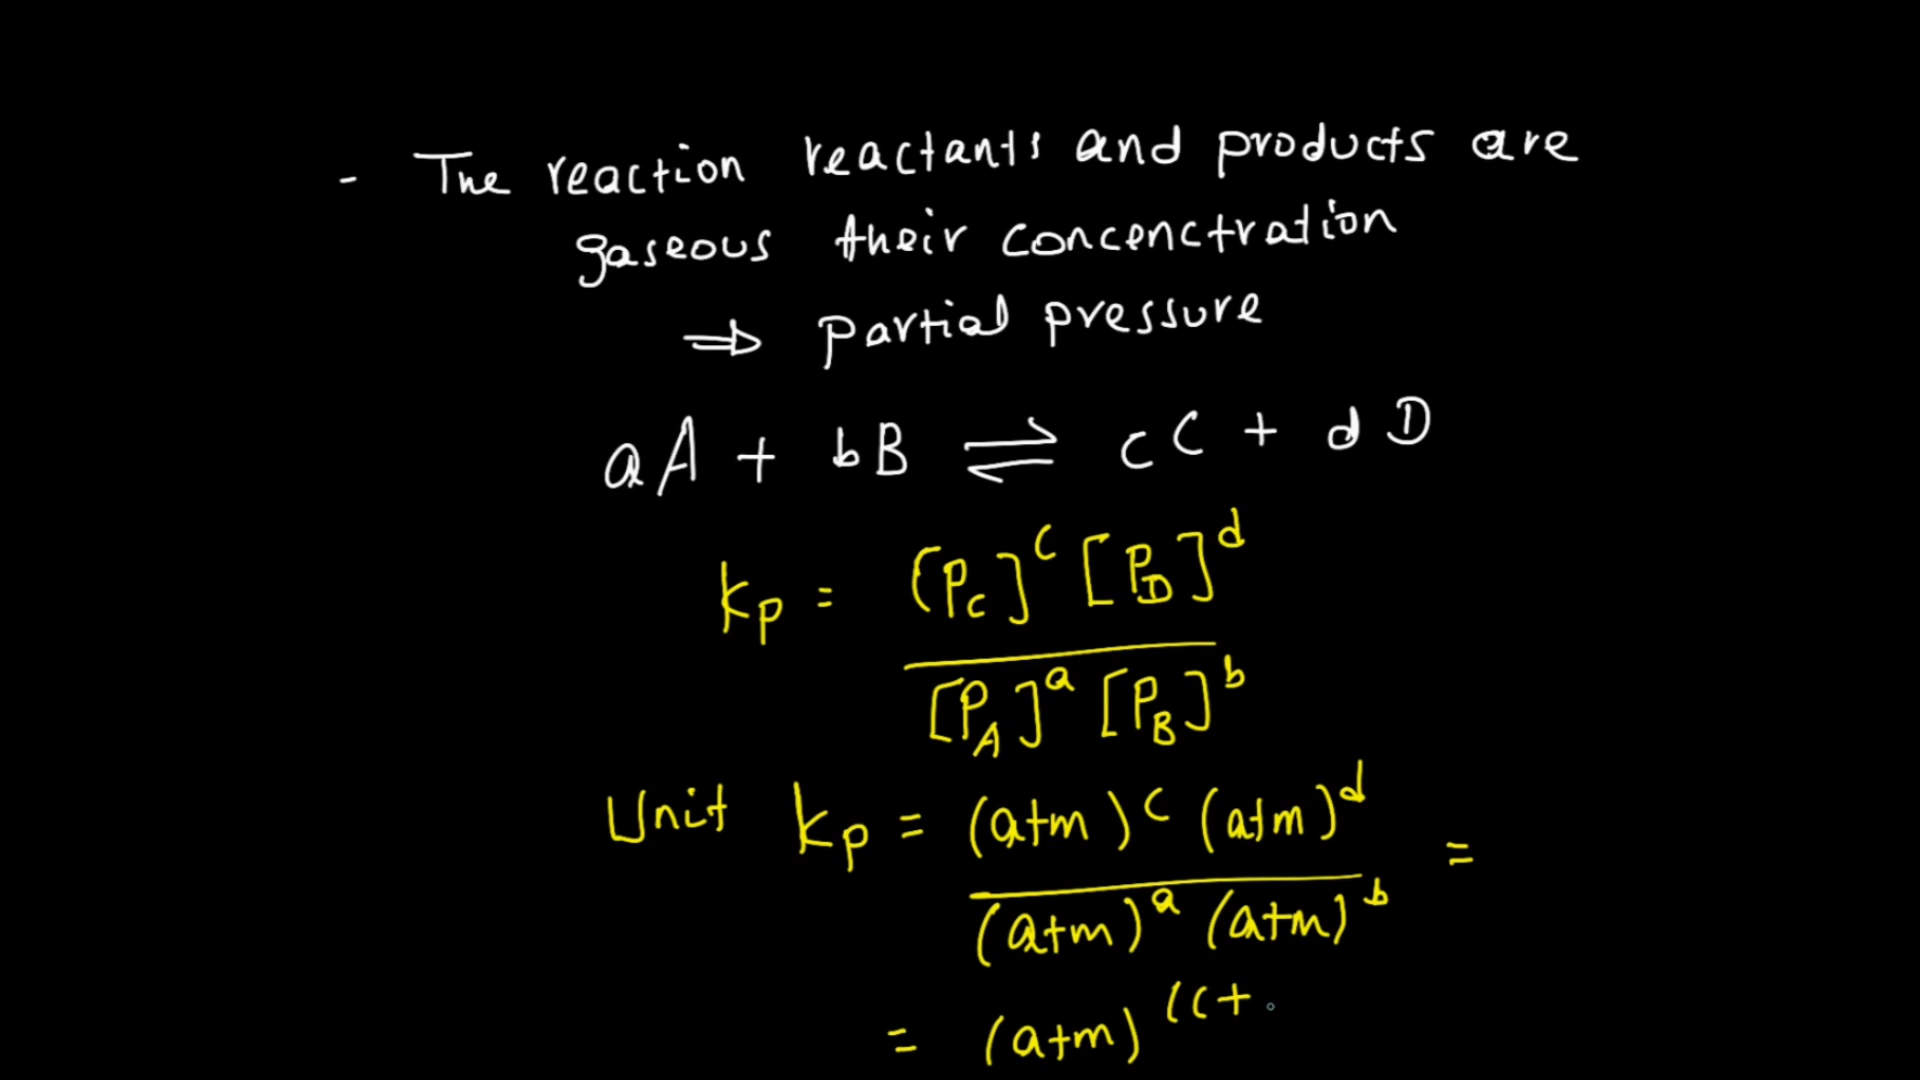 - The reaction reactants and products are
gaseous their concenctration
⇒ Partial pressure
aA + bB ⇌ cC + dD
kp = [Pc]^c [PD]^d
[PA]^a [PB]^b
Unit kp = (atm)^c (atm)^d =
(atm)^a (atm)^b
= (atm)^(c+